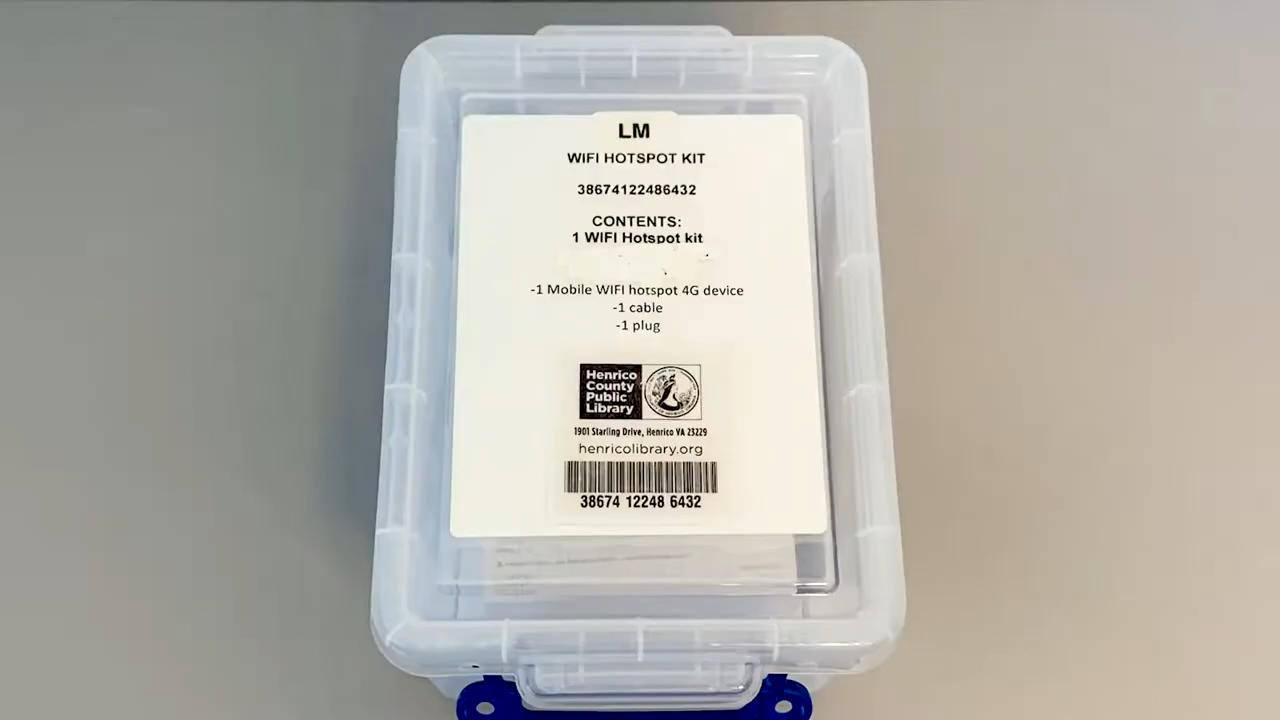 LM
WIFI HOTSPOT KIT
38674122486432
CONTENTS:
1 WIFI Hotspot kit
-1 Mobile WIFI hotspot 4G device
-1 cable
-1 plug
Henrico
County
Public
Library
1901 Starling Drive, Henrico VA 23229
henricolibrary.org
38674 12248 6432